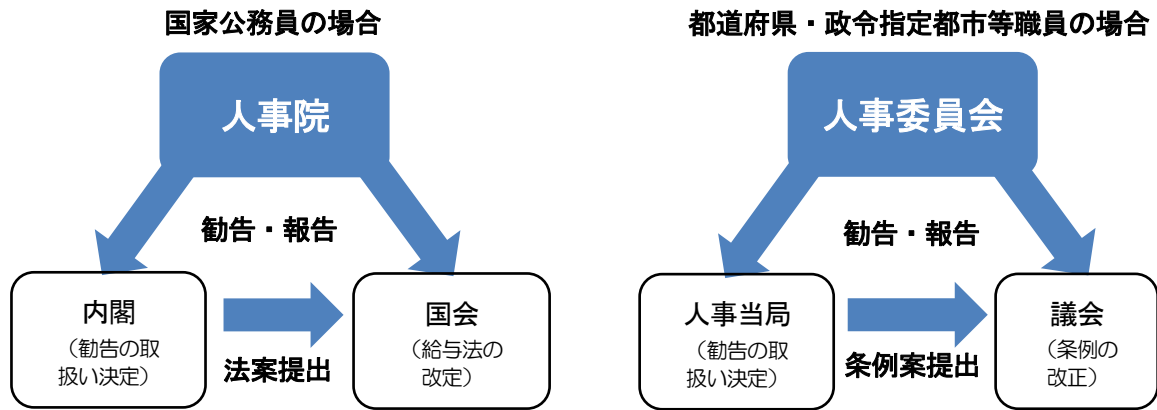 国家公務員の場合
人事院
勧告・報告
内閣
（勧告の取
扱い決定）
法案提出
国会
（給与法の
改定）
都道府県・政令指定都市等職員の場合
人事委員会
勧告・報告
人事当局
（勧告の取
扱い決定）
条例案提出
議会
（条例の
改正）